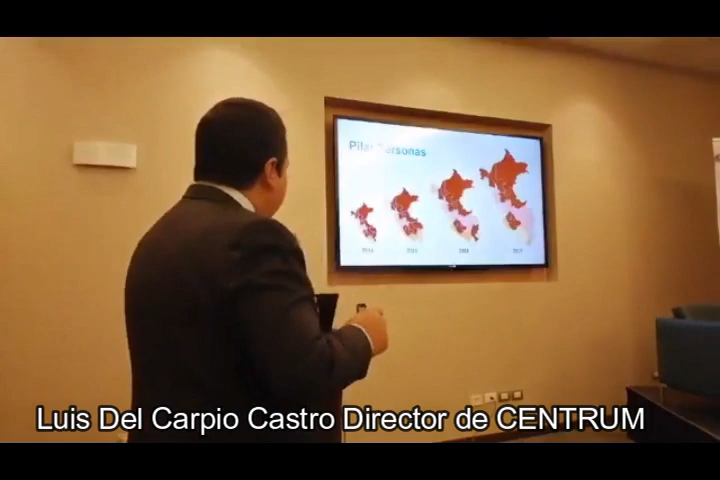 Pilar Personas
Luis Del Carpio Castro Director de CENTRUM